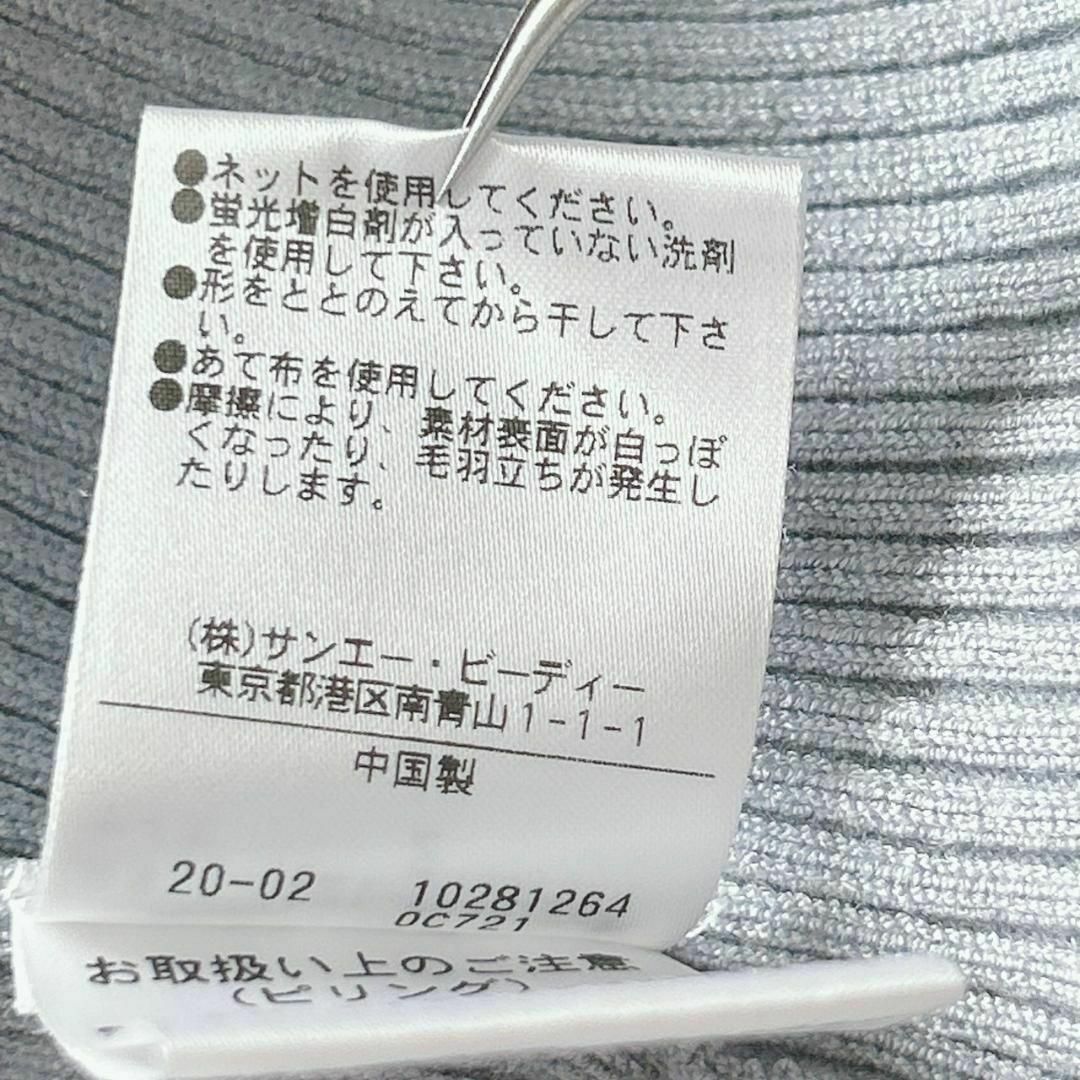 ●ネットを使用してください。
●蛍光増白剤が入っていない洗剤
を使用して下さい。
●形をととのえてから干して下さ
い。
●あて布を使用してください。
●摩擦により、素材表面が白っぽ
くなったり、毛羽立ちが発生し
たりします。
(株)サンエー・ビーディー
東京都港区南青山1-1-1
中国製
20-02 10281264
0C721
お取扱い上のご注意
(ピリング)